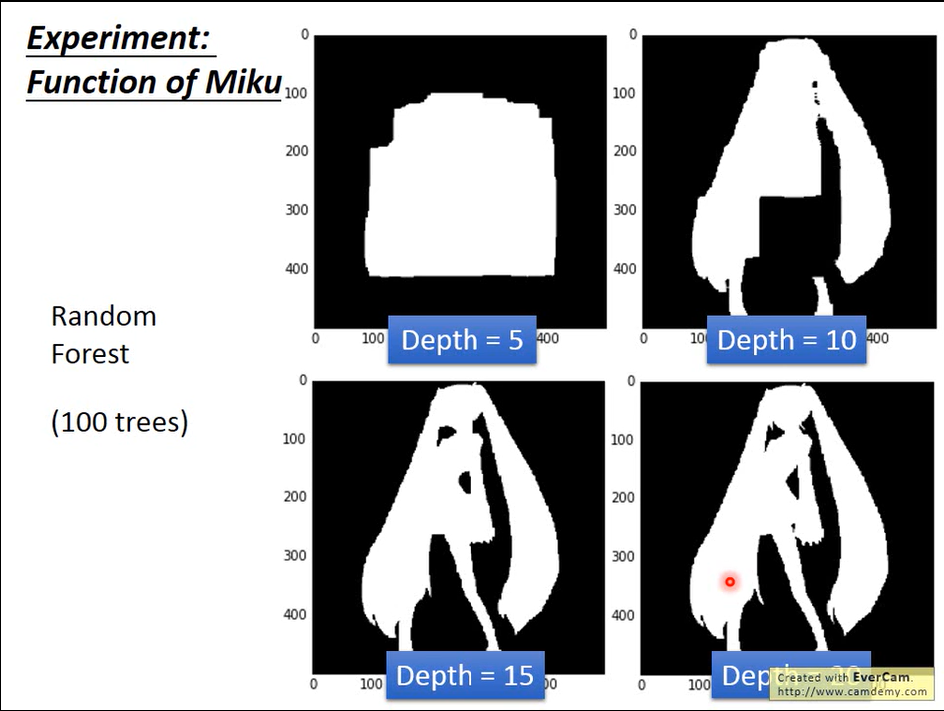 Experiment:
Function of Miku
Random
Forest
(100 trees)
0
100
200
300
400
0
100
400
Depth = 5
0
100
200
300
400
0
400
Depth = 10
0
100
200
300
400
0
100
Depth = 15
0
100
200
300
400
0
100
Created with EverCam.
http://www.camdemy.com